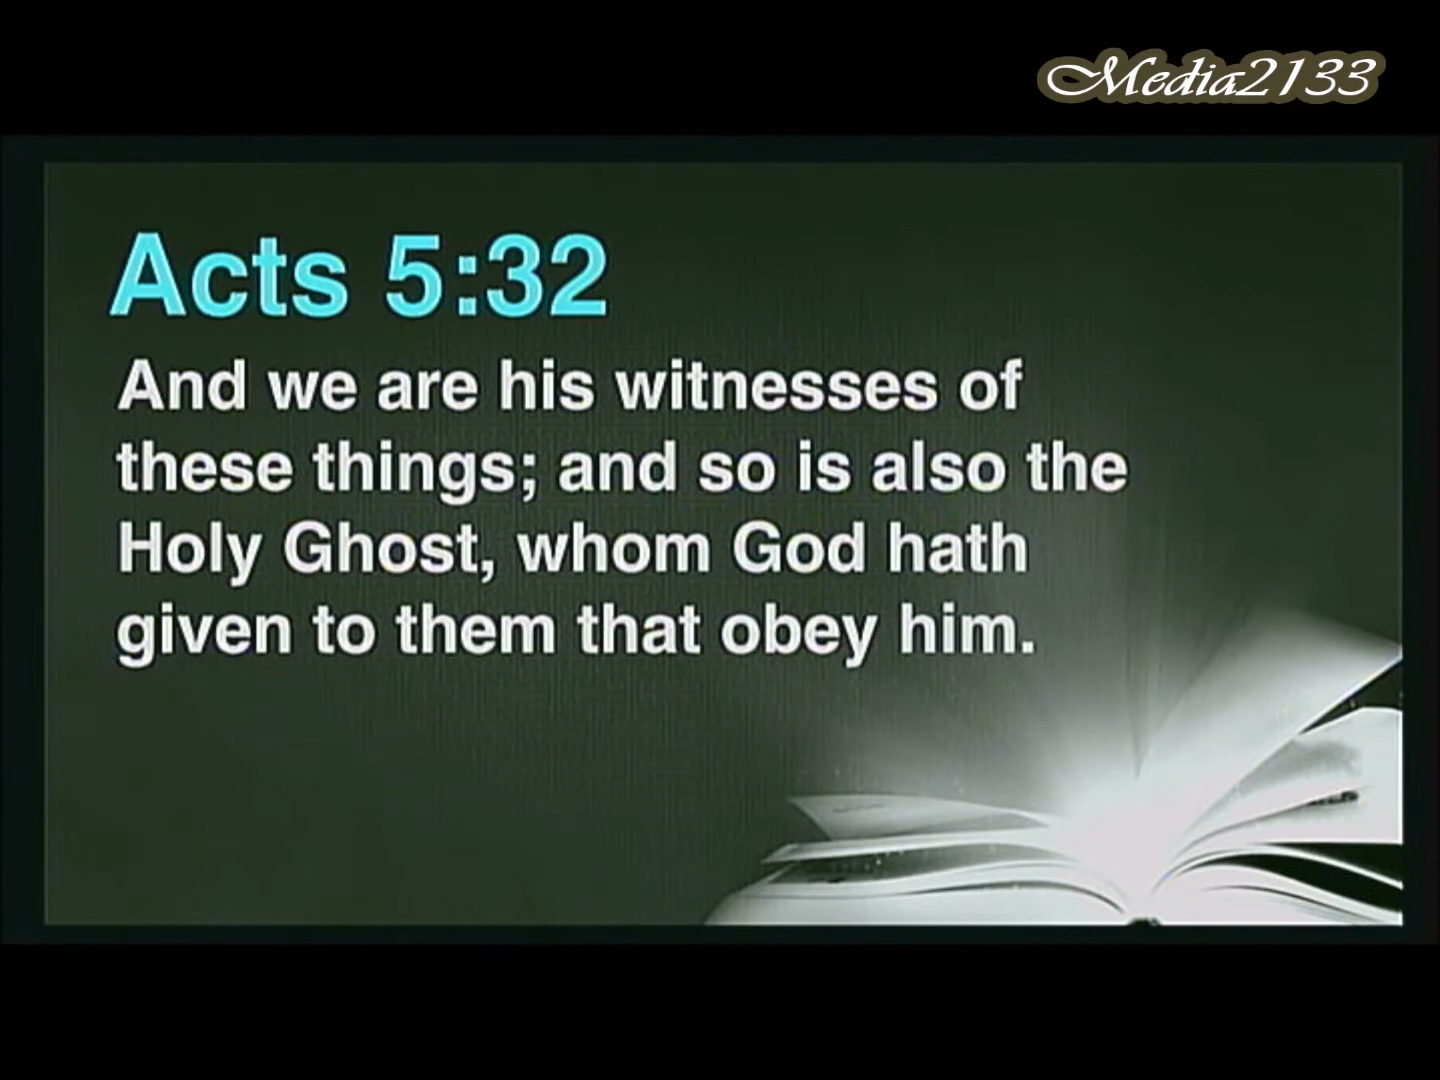 Media2133
Acts 5:32
And we are his witnesses of
these things; and so is also the
Holy Ghost, whom God hath
given to them that obey him.